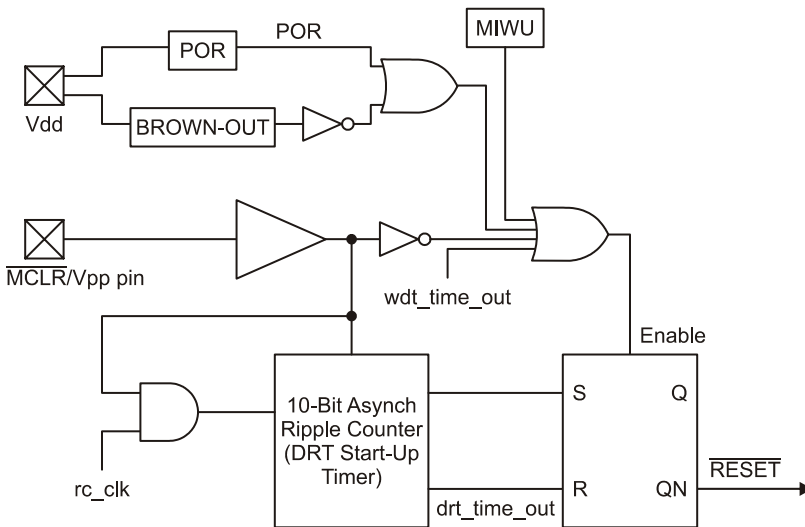 POR
MIWU
POR
Vdd
BROWN-OUT
MCLR/Vpp pin
wdt_time_out
Enable
10-Bit Asynch
Ripple Counter
(DRT Start-Up
Timer)
S
Q
rc_clk
drt_time_out
R
QN
RESET